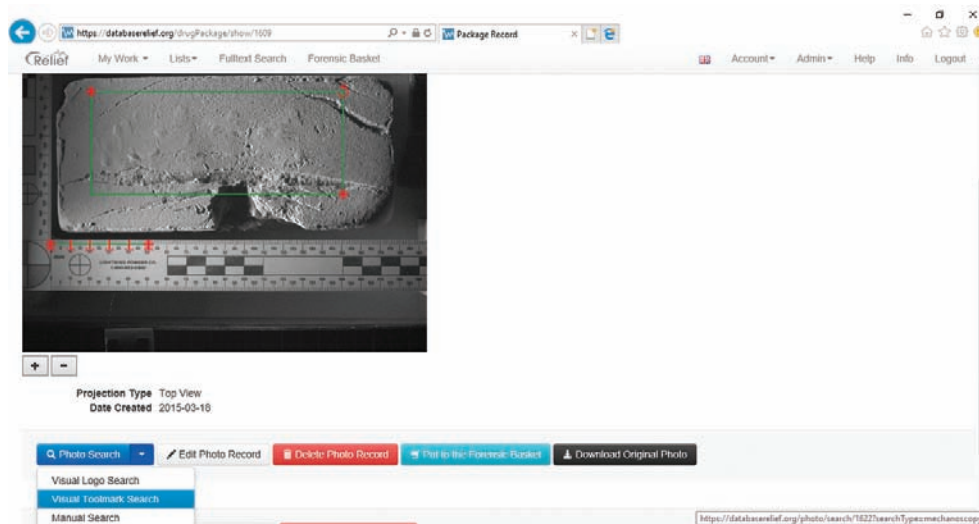 https://databaserelief.org/drugPackage/show/1609
Package Record
Relief My Work Lists Fulltext Search Forensic Basket Account Admin Help Info Logout
+ -
Projection Type Top View
Date Created 2015-03-18
Photo Search Edit Photo Record Delete Photo Record Put to the Forensic Basket Download Original Photo
Visual Logo Search
Visual Toolmark Search
Manual Search
https://databaserelief.org/photo/search/1622?searchType=mechanoscop